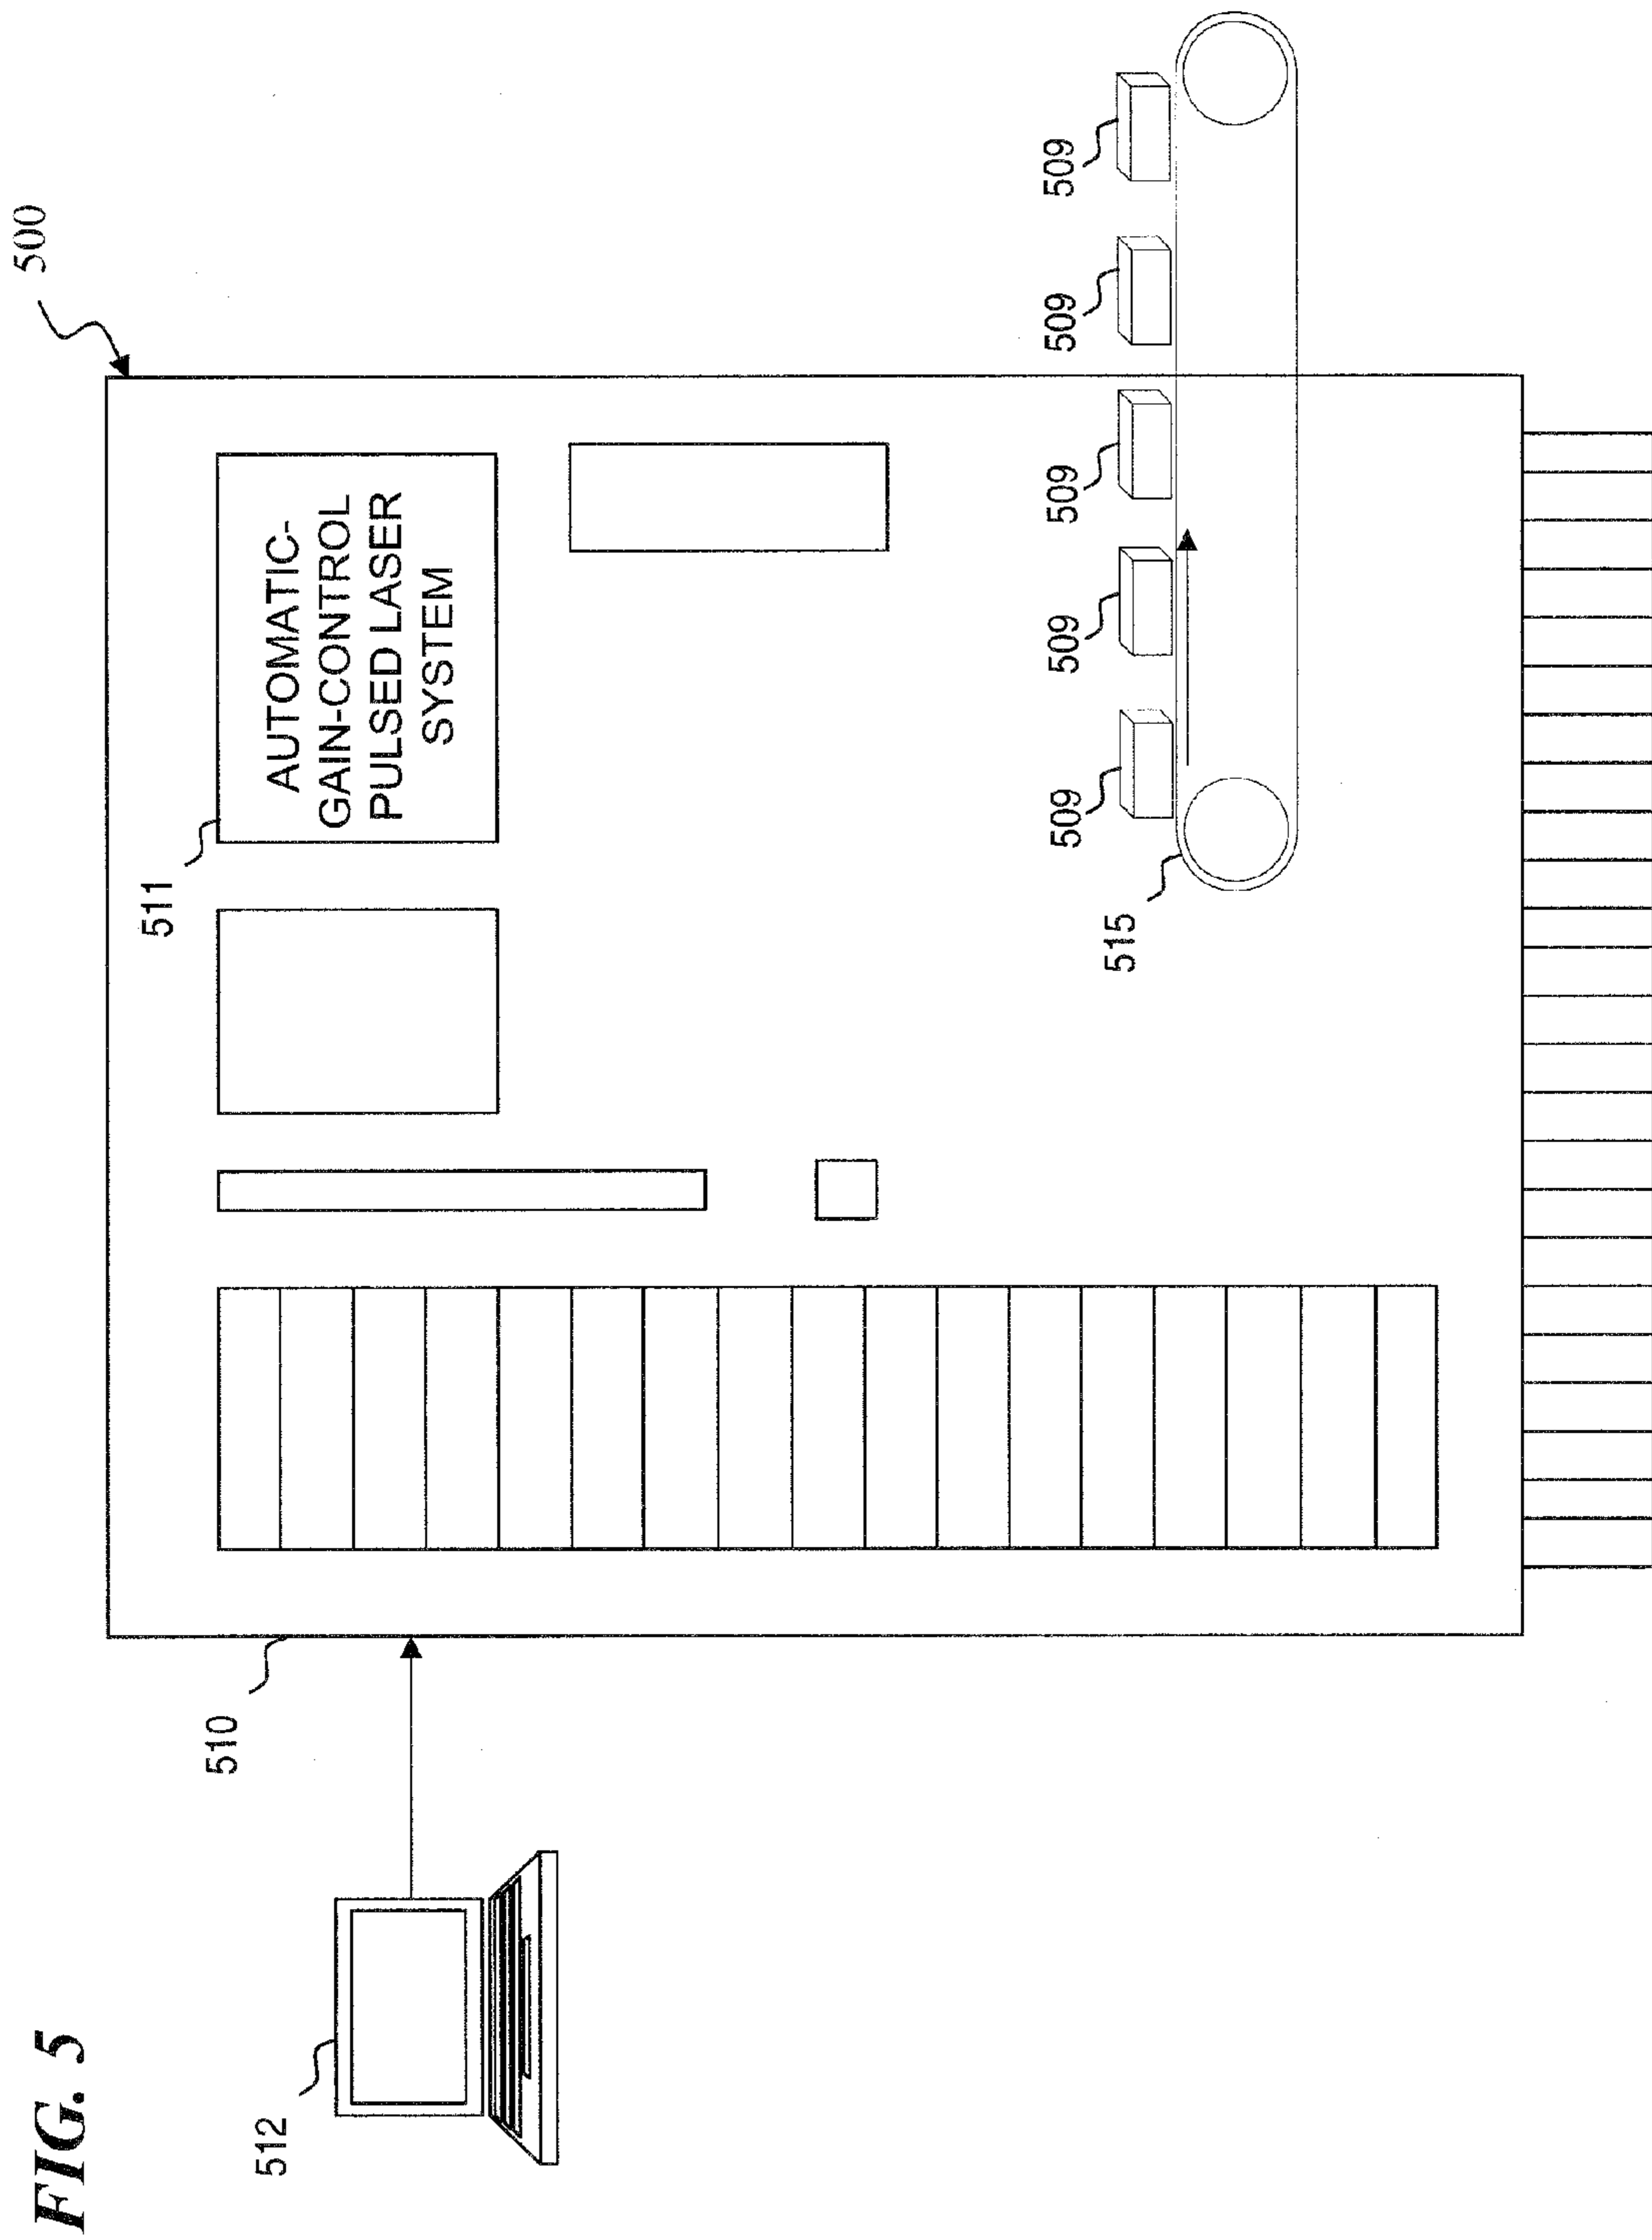 FIG. 5
500
512
510
511
AUTOMATIC-
GAIN-CONTROL
PULSED LASER
SYSTEM
515
509
509
509
509
509